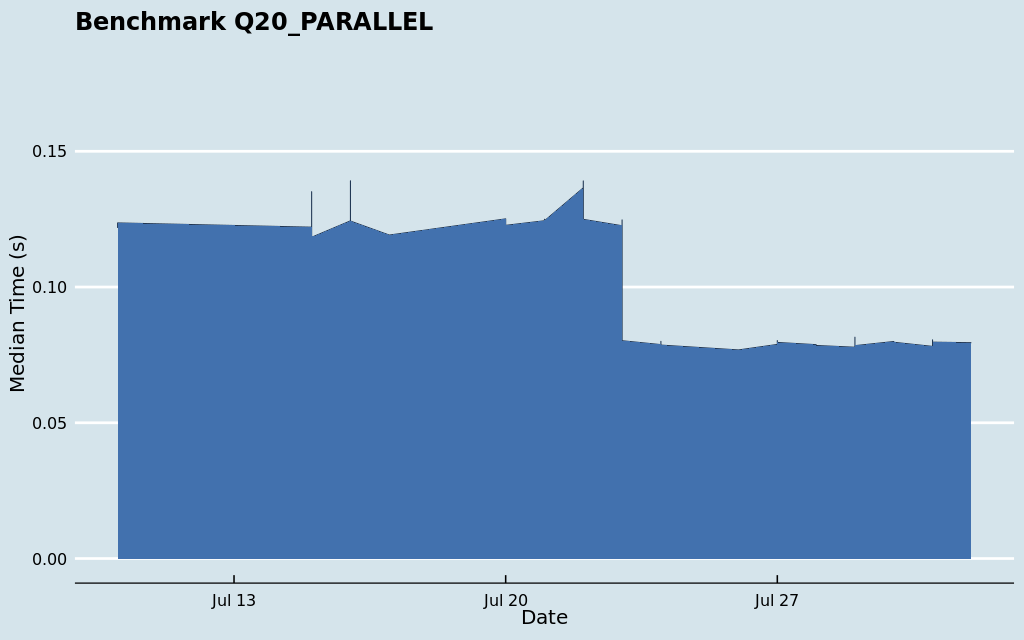 Benchmark Q20_PARALLEL
Median Time (s)
0.15
0.10
0.05
0.00
Jul 13
Jul 20
Jul 27
Date